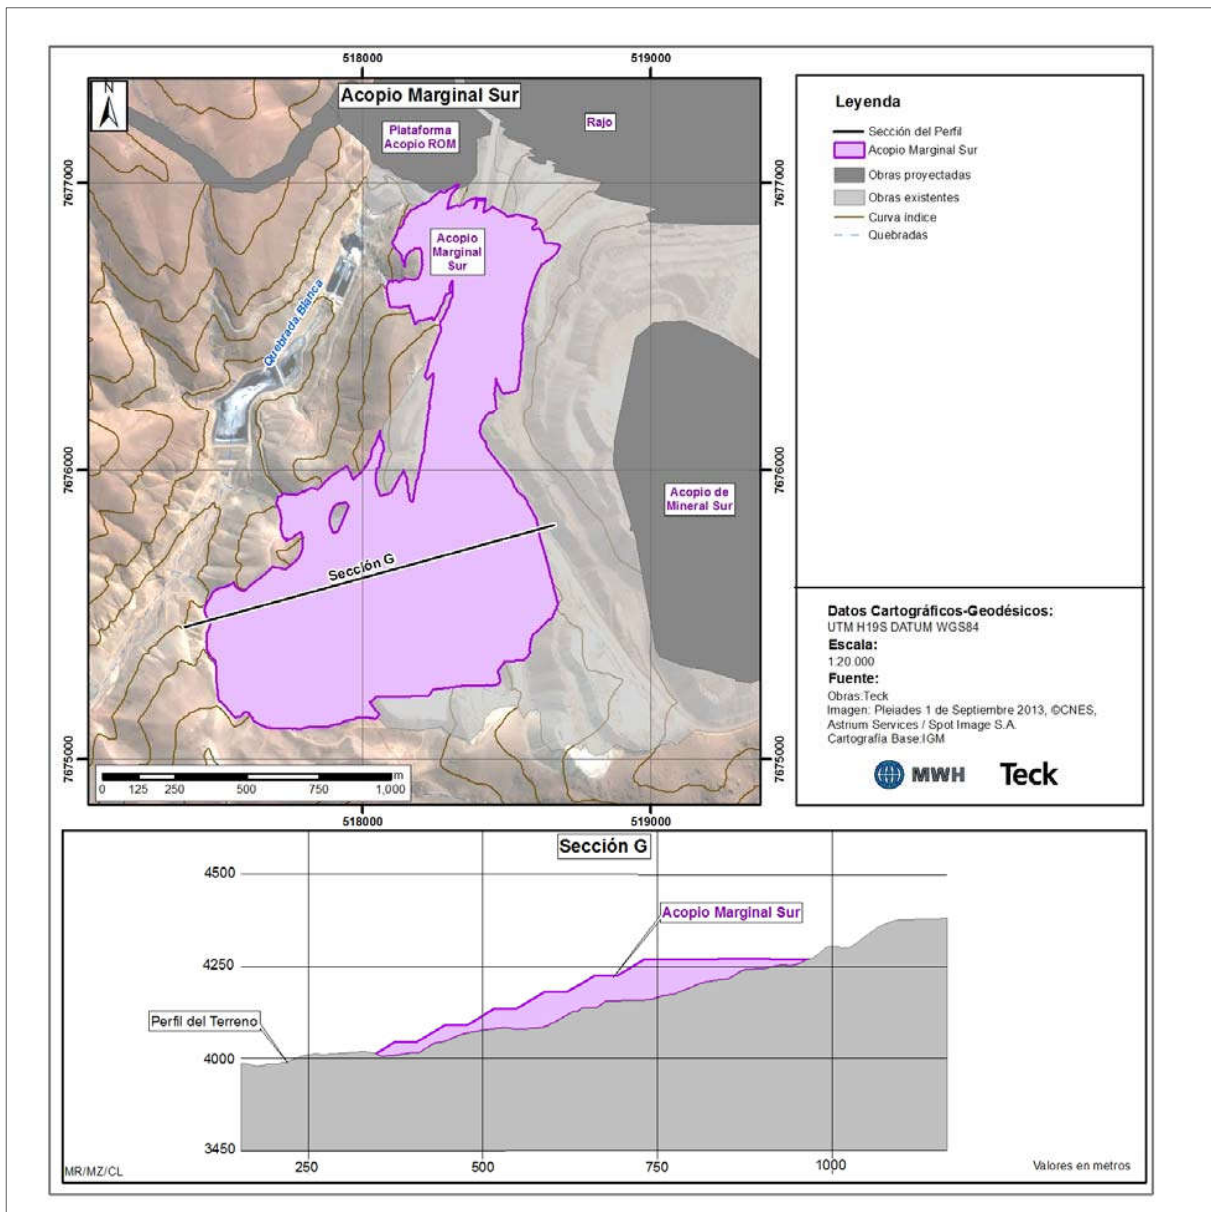 518000
519000
N
Acopio Marginal Sur
Plataforma
Acopio ROM
Rajo
7677000
7677000
Acopio
Marginal
Sur
Quebrada Blanca
7676000
7676000
Acopio de
Mineral Sur
Sección G
7675000
7675000
m
0 125 250 500 750 1,000
518000
519000
Leyenda
Sección del Perfil
Acopio Marginal Sur
Obras proyectadas
Obras existentes
Curva índice
Quebradas
Datos Cartográficos-Geodésicos:
UTM H19S DATUM WGS84
Escala:
1:20.000
Fuente:
Obras:Teck
Imagen: Pleiades 1 de Septiembre 2013, ©CNES,
Astrium Services / Spot Image S.A.
Cartografía Base:IGM
MWH Teck
Sección G
4500
Acopio Marginal Sur
4250
Perfil del Terreno
4000
3450
250 500 750 1000
MR/MZ/CL
Valores en metros